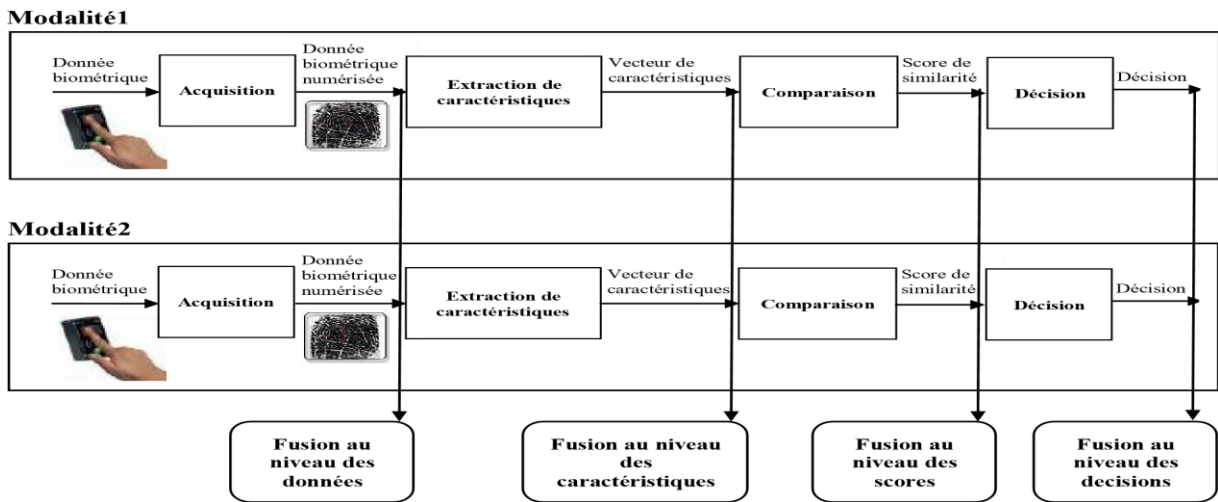 Modalité1
Donnée
biométrique
Acquisition
Donnée
biométrique
numérisée
Extraction de
caractéristiques
Vecteur de
caractéristiques
Comparaison
Score de
similarité
Décision
Décision
Modalité2
Donnée
biométrique
Acquisition
Donnée
biométrique
numérisée
Extraction de
caractéristiques
Vecteur de
caractéristiques
Comparaison
Score de
similarité
Décision
Décision
Fusion au
niveau des
données
Fusion au niveau
des
caractéristiques
Fusion au
niveau des
scores
Fusion au
niveau des
decisions